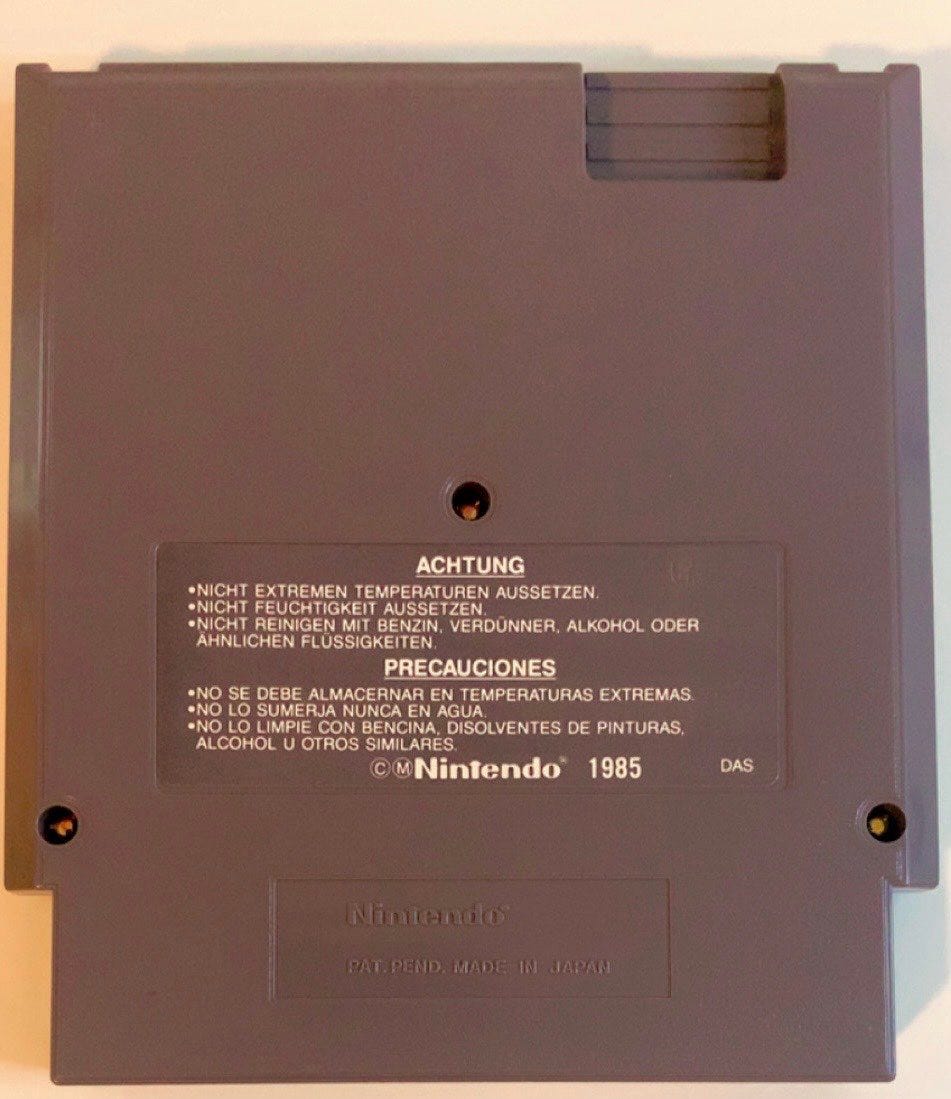 ACHTUNG
•NICHT EXTREMEN TEMPERATUREN AUSSETZEN.
•NICHT FEUCHTIGKEIT AUSSETZEN.
•NICHT REINIGEN MIT BENZIN, VERDÜNNER, ALKOHOL ODER
ÄHNLICHEN FLÜSSIGKEITEN.
PRECAUCIONES
•NO SE DEBE ALMACERNAR EN TEMPERATURAS EXTREMAS.
•NO LO SUMERJA NUNCA EN AGUA.
•NO LO LIMPIE CON BENCINA, DISOLVENTES DE PINTURAS,
ALCOHOL U OTROS SIMILARES.
ⒸⓂNintendo® 1985 DAS
Nintendo®
PAT. PEND. MADE IN JAPAN